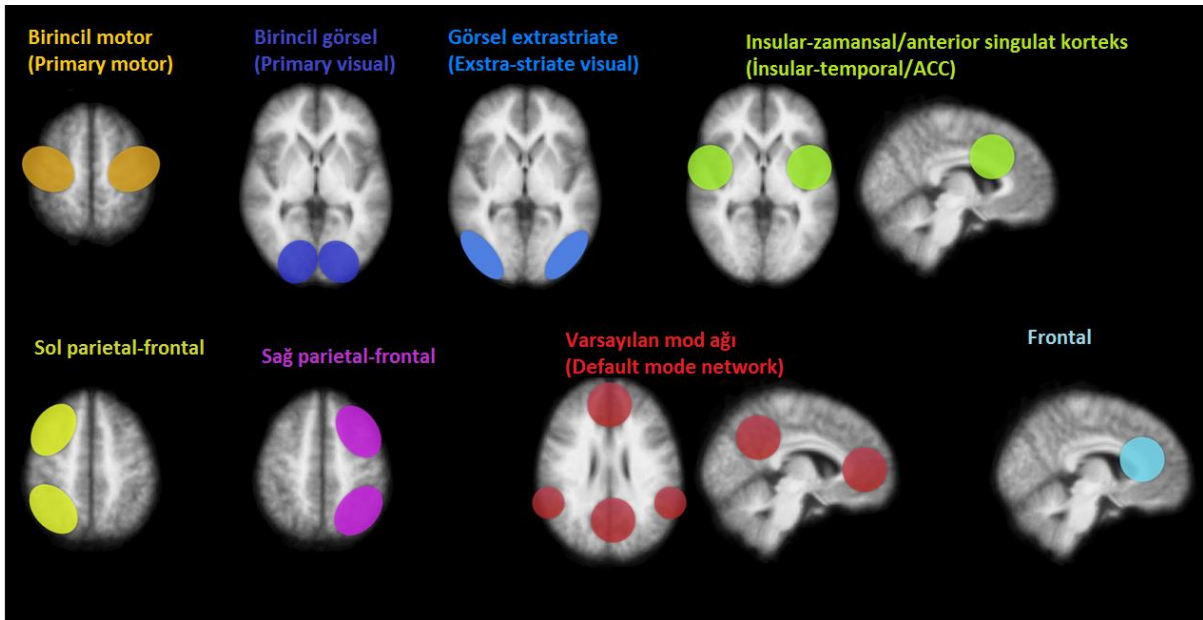 Birincil motor
(Primary motor)
Birincil görsel
(Primary visual)
Görsel extrastriate
(Exstra-striate visual)
Insular-zamansal/anterior singulat korteks
(İnsular-temporal/ACC)
Sol parietal-frontal
Sağ parietal-frontal
Varsayılan mod ağı
(Default mode network)
Frontal